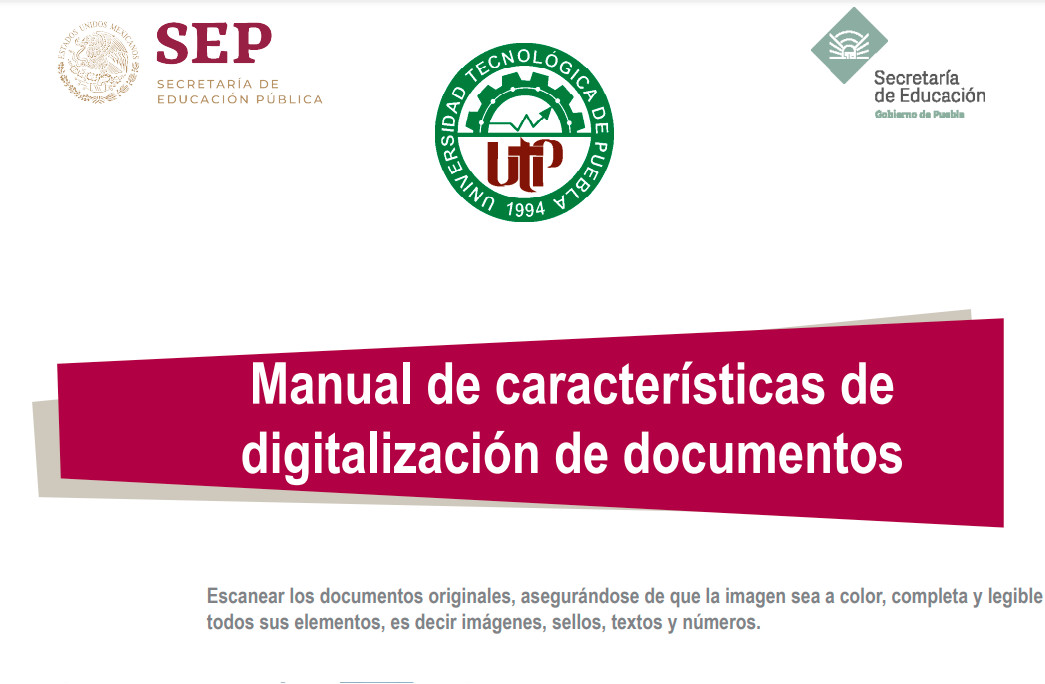 ESTADOS UNIDOS MEXICANOS
SEP
SECRETARÍA DE
EDUCACIÓN PÚBLICA
UNIVERSIDAD TECNOLÓGICA DE PUEBLA
UTP
1994
Secretaría
de Educación
Gobierno de Puebla
Manual de características de
digitalización de documentos
Escanear los documentos originales, asegurándose de que la imagen sea a color, completa y legible
todos sus elementos, es decir imágenes, sellos, textos y números.